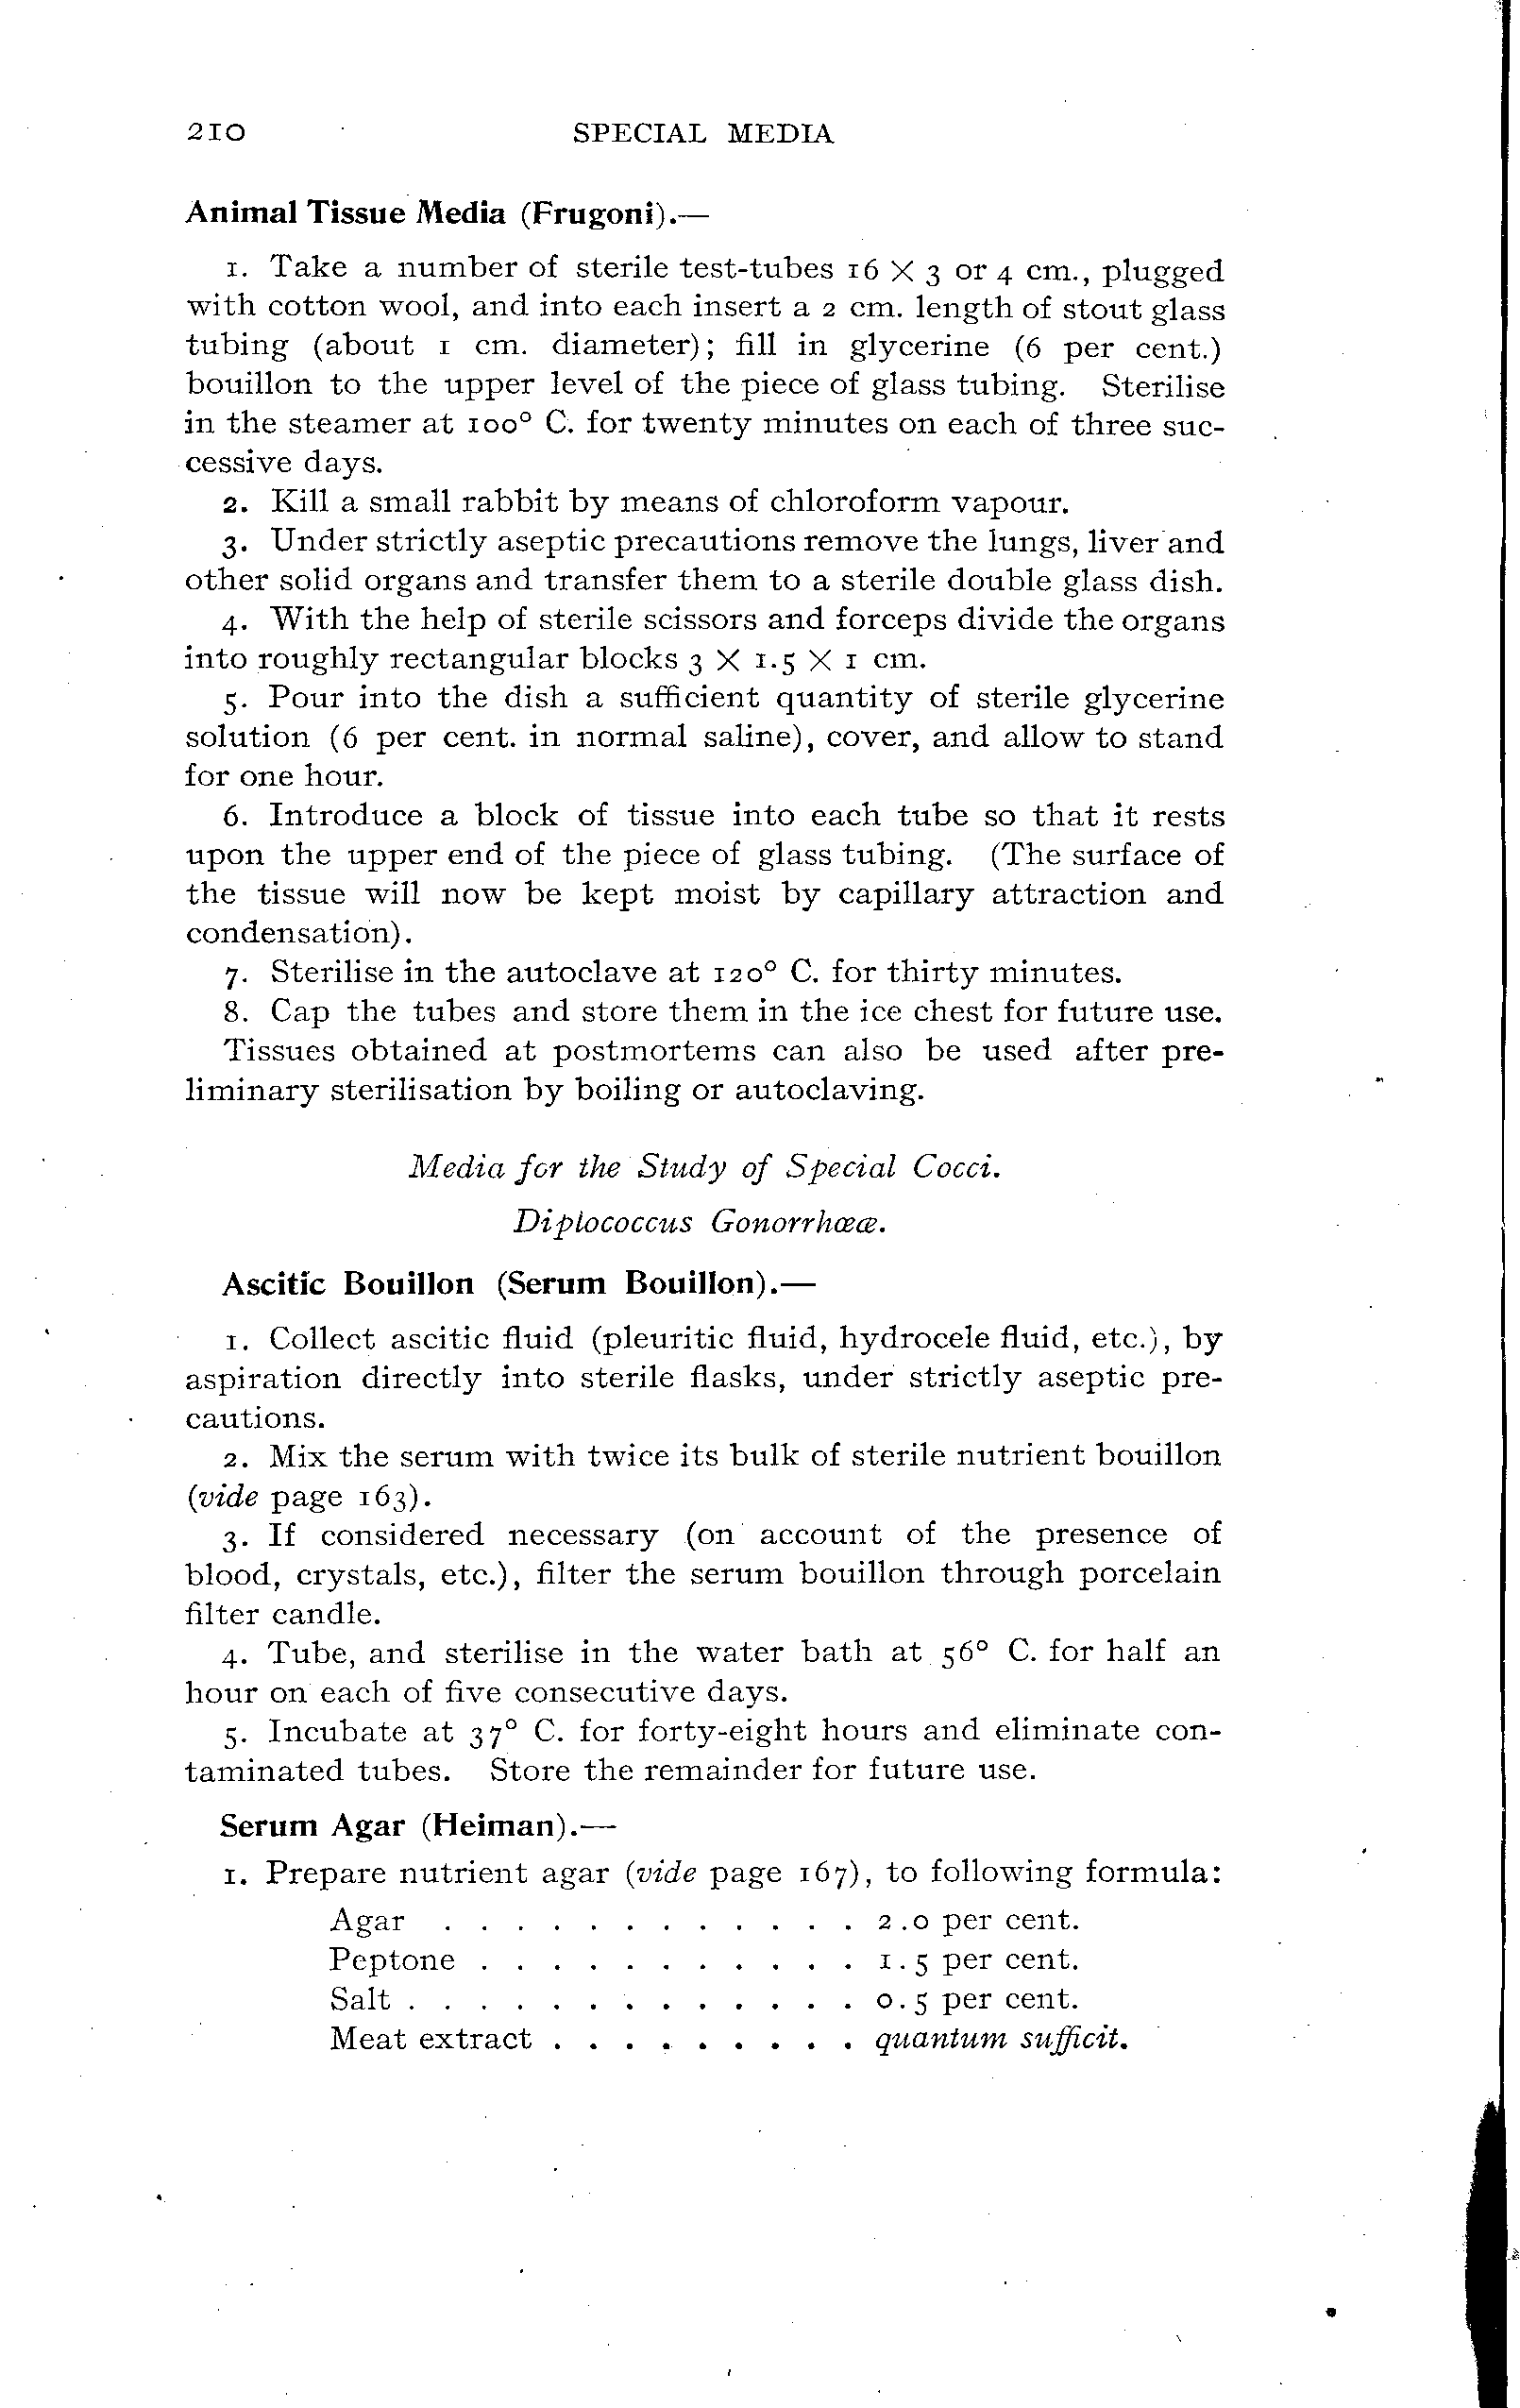 210 SPECIAL MEDIA
Animal Tissue Media (Frugoni).—
1. Take a number of sterile test-tubes 16 × 3 or 4 cm., plugged
with cotton wool, and into each insert a 2 cm. length of stout glass
tubing (about 1 cm. diameter); fill in glycerine (6 per cent.)
bouillon to the upper level of the piece of glass tubing. Sterilise
in the steamer at 100° C. for twenty minutes on each of three suc-
cessive days.
2. Kill a small rabbit by means of chloroform vapour.
3. Under strictly aseptic precautions remove the lungs, liver and
other solid organs and transfer them to a sterile double glass dish.
4. With the help of sterile scissors and forceps divide the organs
into roughly rectangular blocks 3 × 1.5 × 1 cm.
5. Pour into the dish a sufficient quantity of sterile glycerine
solution (6 per cent. in normal saline), cover, and allow to stand
for one hour.
6. Introduce a block of tissue into each tube so that it rests
upon the upper end of the piece of glass tubing. (The surface of
the tissue will now be kept moist by capillary attraction and
condensation).
7. Sterilise in the autoclave at 120° C. for thirty minutes.
8. Cap the tubes and store them in the ice chest for future use.
Tissues obtained at postmortems can also be used after pre-
liminary sterilisation by boiling or autoclaving.
Media for the Study of Special Cocci.
Diplococcus Gonorrhœæ.
Ascitic Bouillon (Serum Bouillon).—
1. Collect ascitic fluid (pleuritic fluid, hydrocele fluid, etc.), by
aspiration directly into sterile flasks, under strictly aseptic pre-
cautions.
2. Mix the serum with twice its bulk of sterile nutrient bouillon
(vide page 163).
3. If considered necessary (on account of the presence of
blood, crystals, etc.), filter the serum bouillon through porcelain
filter candle.
4. Tube, and sterilise in the water bath at 56° C. for half an
hour on each of five consecutive days.
5. Incubate at 37° C. for forty-eight hours and eliminate con-
taminated tubes. Store the remainder for future use.
Serum Agar (Heiman).—
1. Prepare nutrient agar (vide page 167), to following formula:
Agar . . . . . . . . . . . . 2.0 per cent.
Peptone . . . . . . . . . . . 1.5 per cent.
Salt . . . . . . . . . . . . . 0.5 per cent.
Meat extract . . . . . . . . . quantum sufficit.